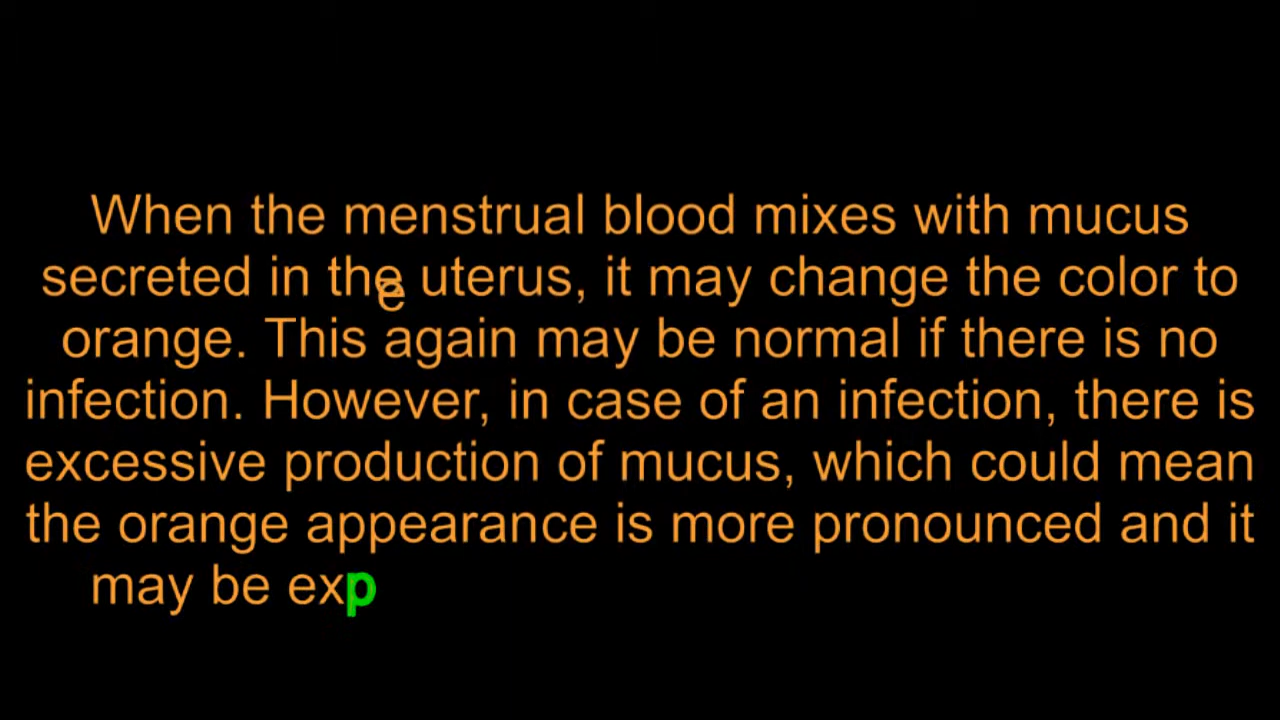 When the menstrual blood mixes with mucus
secreted in the uterus, it may change the color to
orange. This again may be normal if there is no
infection. However, in case of an infection, there is
excessive production of mucus, which could mean
the orange appearance is more pronounced and it
may be exp
e